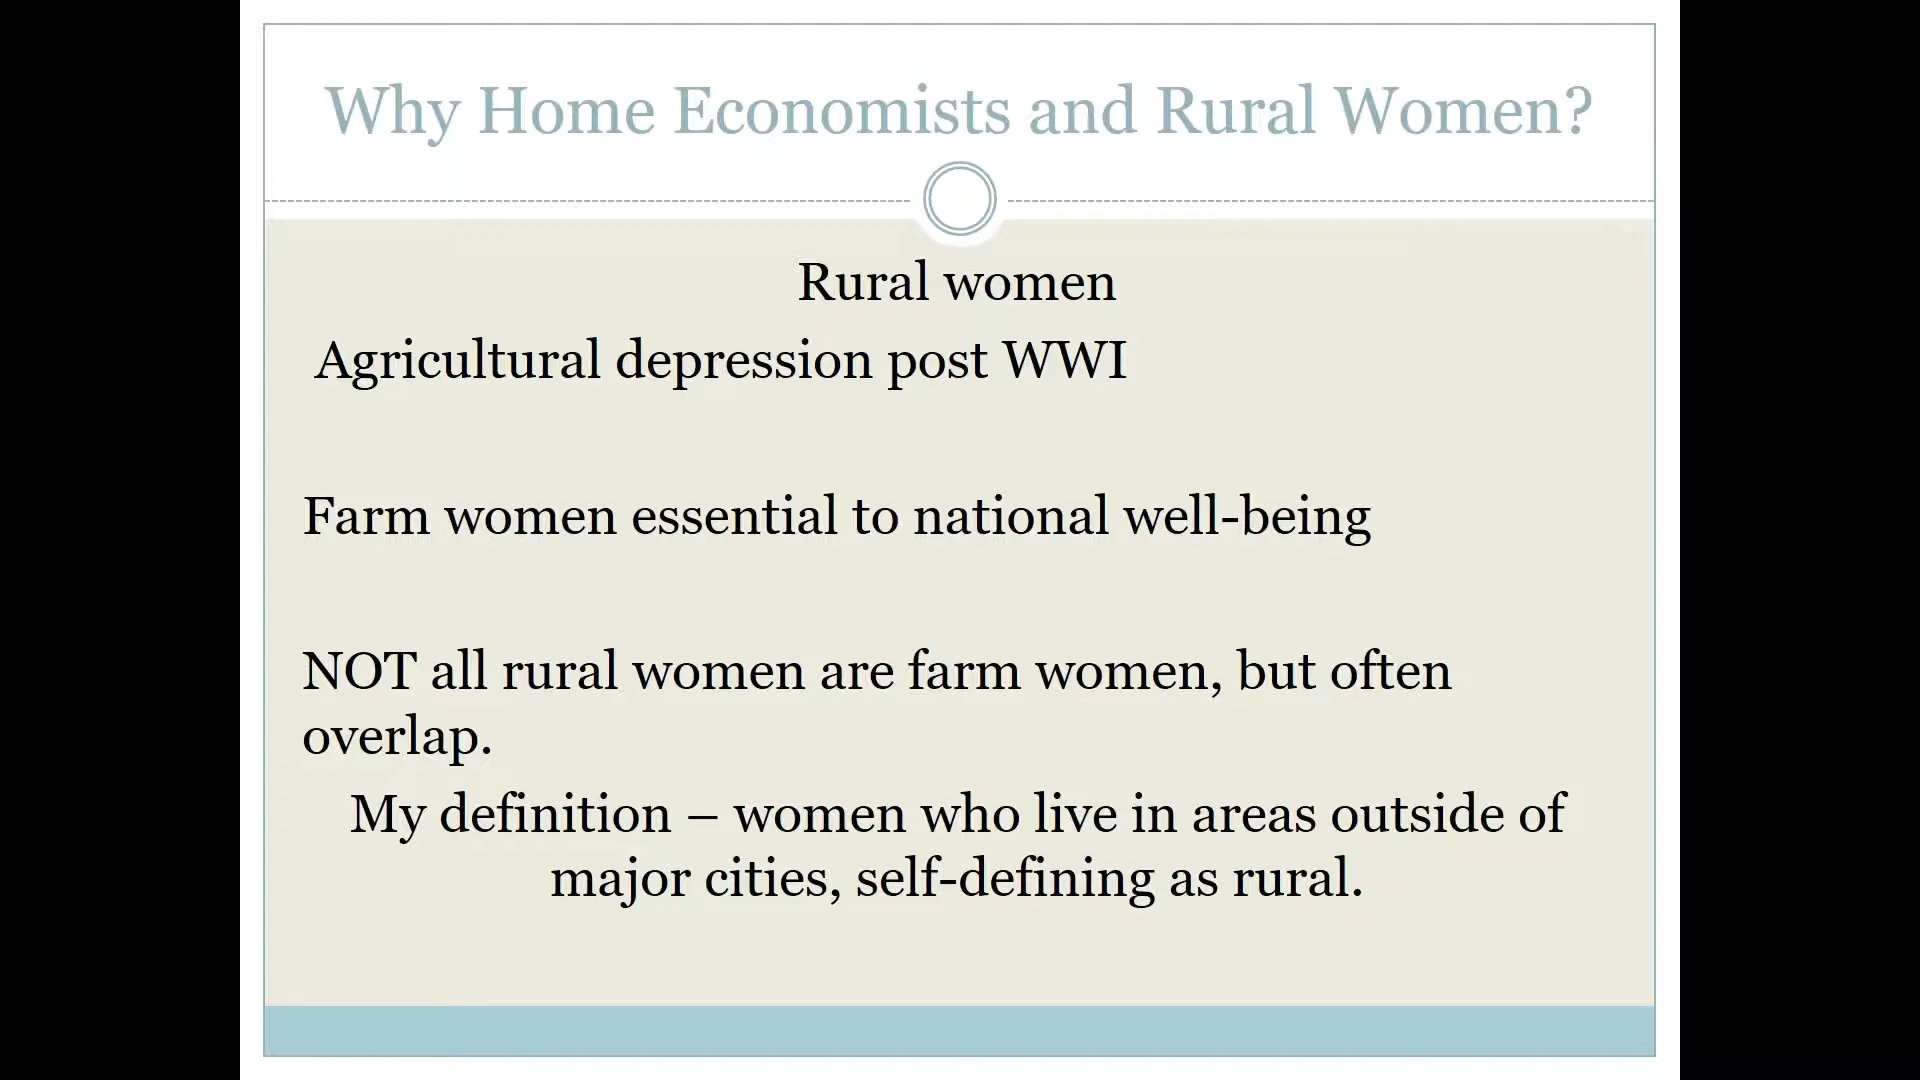 Why Home Economists and Rural Women?
Rural women
Agricultural depression post WWI
Farm women essential to national well-being
NOT all rural women are farm women, but often
overlap.
My definition – women who live in areas outside of
major cities, self-defining as rural.